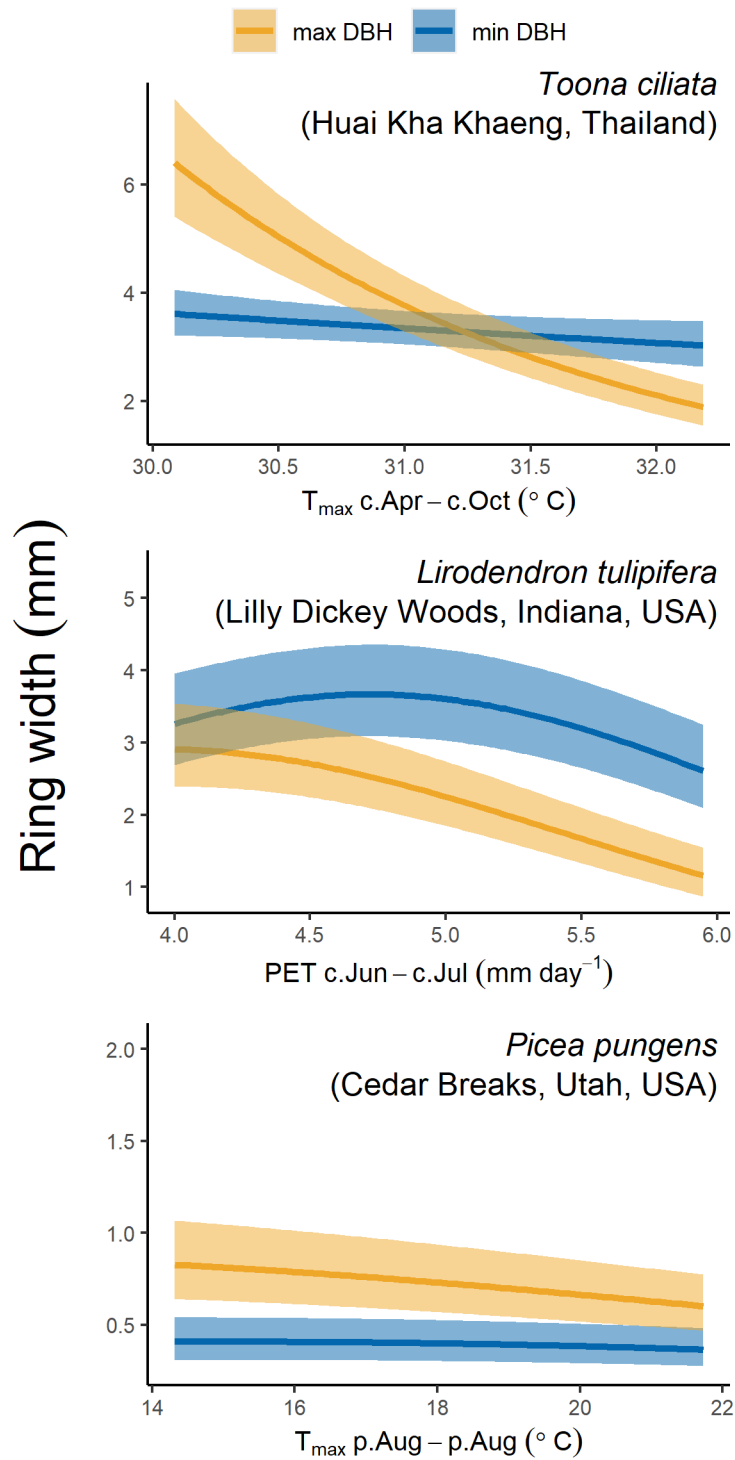 max DBH min DBH
Toona ciliata
(Huai Kha Khaeng, Thailand)
6
4
2
30.0 30.5 31.0 31.5 32.0
Tmax c.Apr – c.Oct (° C)
Ring width (mm)
Lirodendron tulipifera
(Lilly Dickey Woods, Indiana, USA)
5
4
3
2
1
4.0 4.5 5.0 5.5 6.0
PET c.Jun – c.Jul (mm day⁻¹)
Picea pungens
(Cedar Breaks, Utah, USA)
2.0
1.5
1.0
0.5
14 16 18 20 22
Tmax p.Aug – p.Aug (° C)